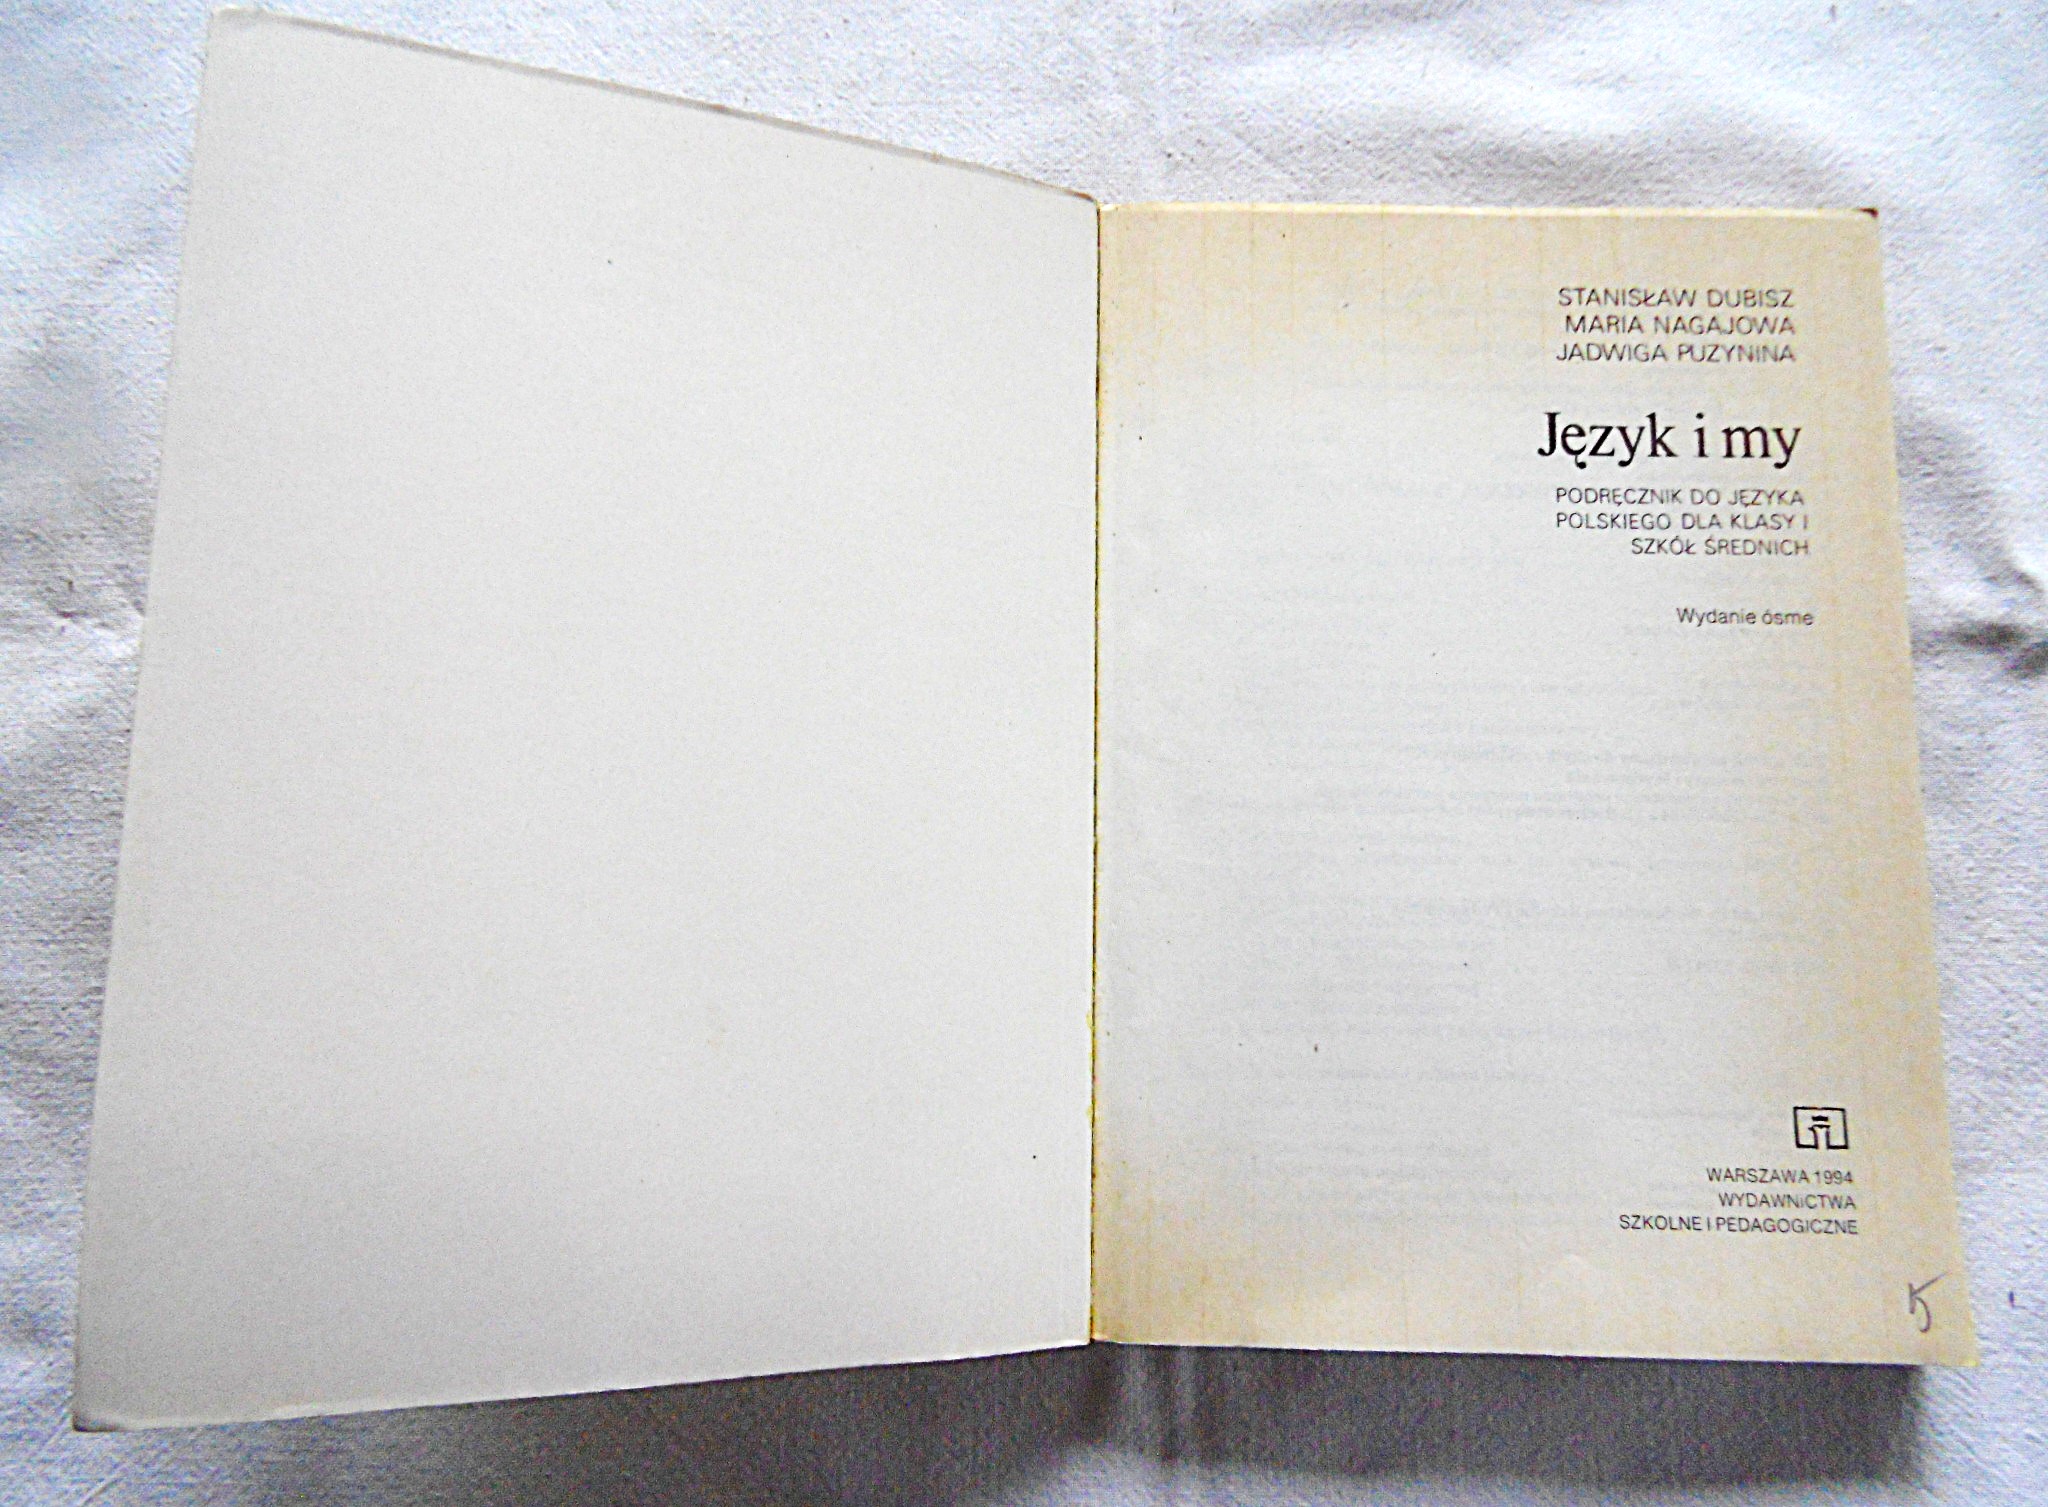 STANISŁAW DUBISZ
MARIA NAGAJOWA
JADWIGA PUZYNINA
Język i my
PODRĘCZNIK DO JĘZYKA
POLSKIEGO DLA KLASY I
SZKÓŁ ŚREDNICH
Wydanie ósme
WARSZAWA 1994
WYDAWNICTWA
SZKOLNE I PEDAGOGICZNE
5